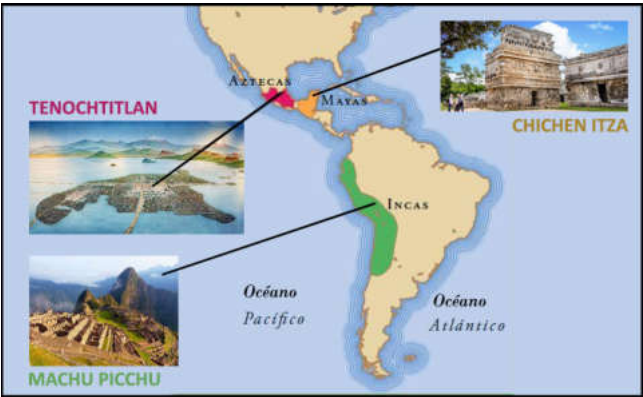 AZTECAS
MAYAS
TENOCHTITLAN
CHICHEN ITZA
INCAS
Océano
Pacífico
Océano
Atlántico
MACHU PICCHU